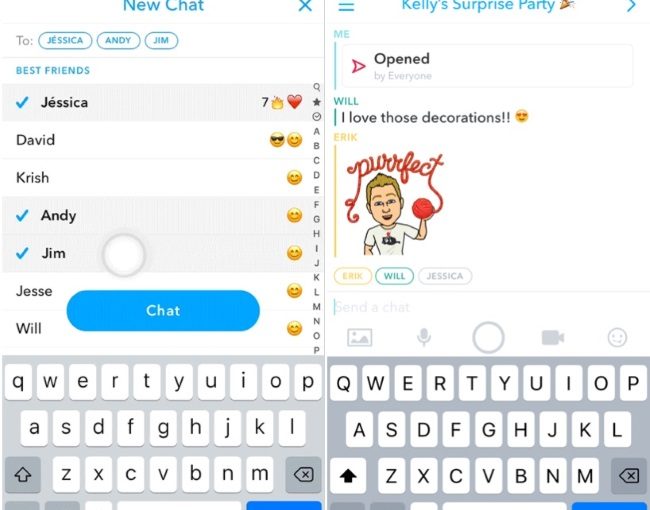 New Chat
To: JÉSSICA ANDY JIM
BEST FRIENDS
Jéssica 7
David
Krish
Andy
Jim
Jesse
Will
Chat
A
B
C
D
E
F
G
H
I
J
K
L
M
N
O
P
q w e r t y u i o p
a s d f g h j k l
z x c v b n m
Kelly's Surprise Party
ME
Opened
by Everyone
WILL
I love those decorations!!
ERIK
purrfect
ERIK WILL JESSICA
Send a chat
Q W E R T Y U I O P
A S D F G H J K L
Z X C V B N M